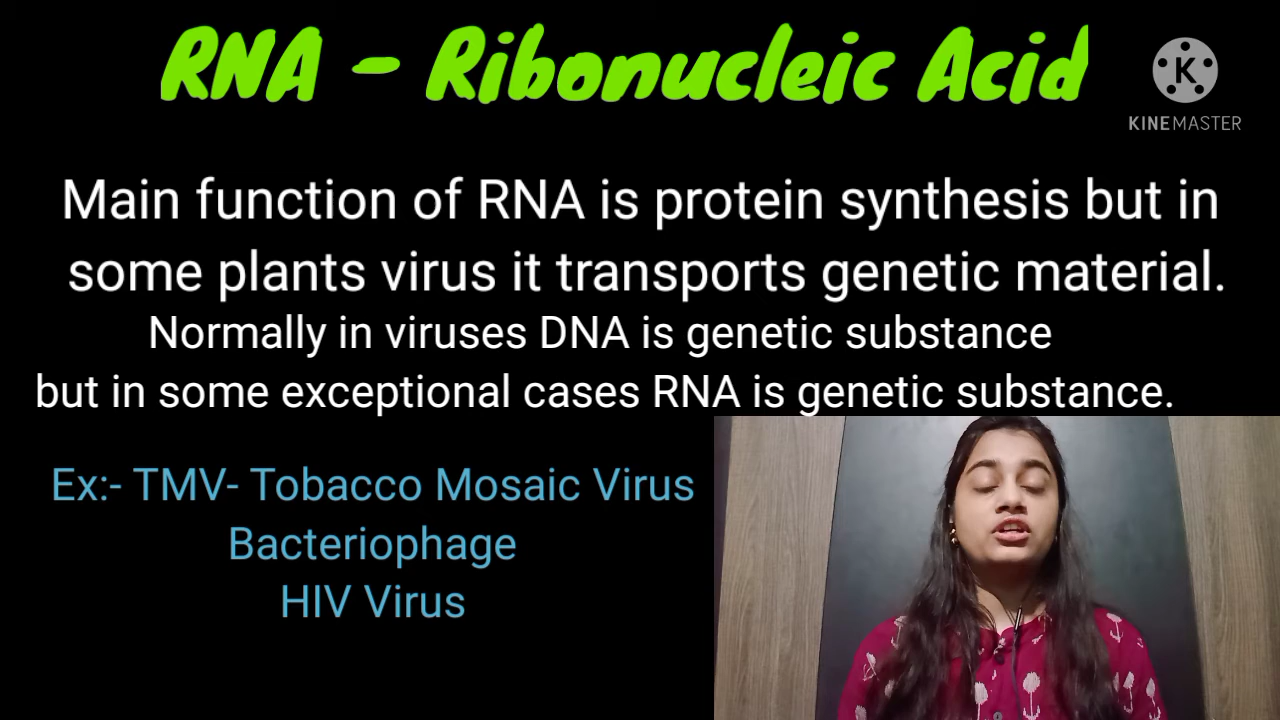 RNA - Ribonucleic Acid
KINEMASTER
Main function of RNA is protein synthesis but in
some plants virus it transports genetic material.
Normally in viruses DNA is genetic substance
but in some exceptional cases RNA is genetic substance.
Ex:- TMV- Tobacco Mosaic Virus
Bacteriophage
HIV Virus